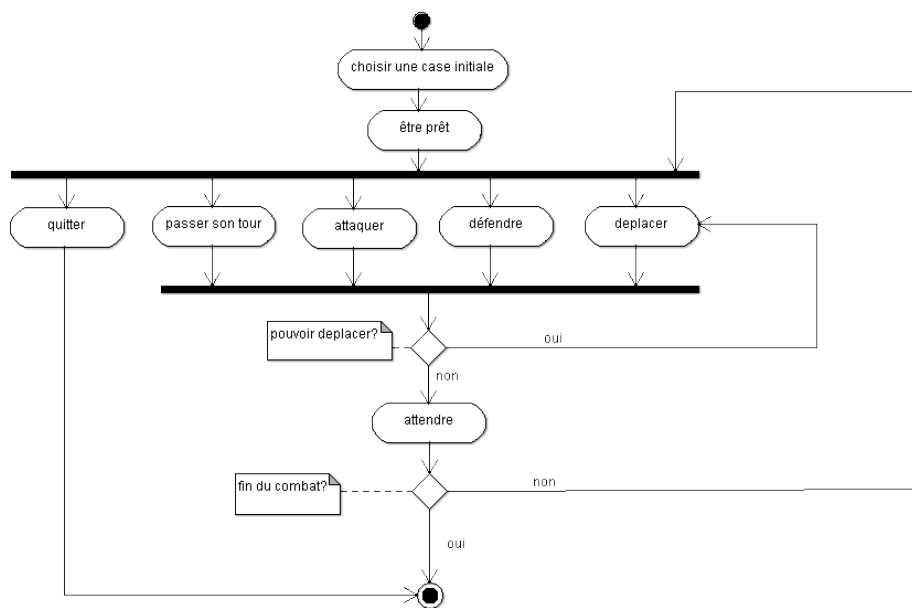 choisir une case initiale
être prêt
quitter
passer son tour
attaquer
défendre
deplacer
pouvoir deplacer?
oui
non
attendre
fin du combat?
non
oui